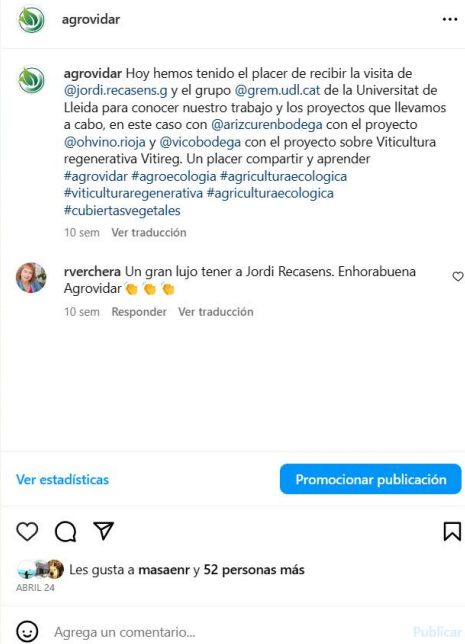 agrovidar
agrovidar Hoy hemos tenido el placer de recibir la visita de
@jordi.recasens.g y el grupo @grem.udl.cat de la Universitat de
Lleida para conocer nuestro trabajo y los proyectos que llevamos
a cabo, en este caso con @arizcurenbodega con el proyecto
@ohvino.rioja y @vicobodega con el proyecto sobre Viticultura
regenerativa Vitireg. Un placer compartir y aprender
#agrovidar #agroecologia #agriculturaecologica
#viticulturaregenerativa #agriculturaecologica
#cubiertasvegetales
10 sem Ver traducción
rverchera Un gran lujo tener a Jordi Recasens. Enhorabuena
Agrovidar👏👏👏
10 sem Responder Ver traducción
Ver estadísticas Promocionar publicación
Les gusta a masaenr y 52 personas más
ABRIL 24
Agrega un comentario... Publicar